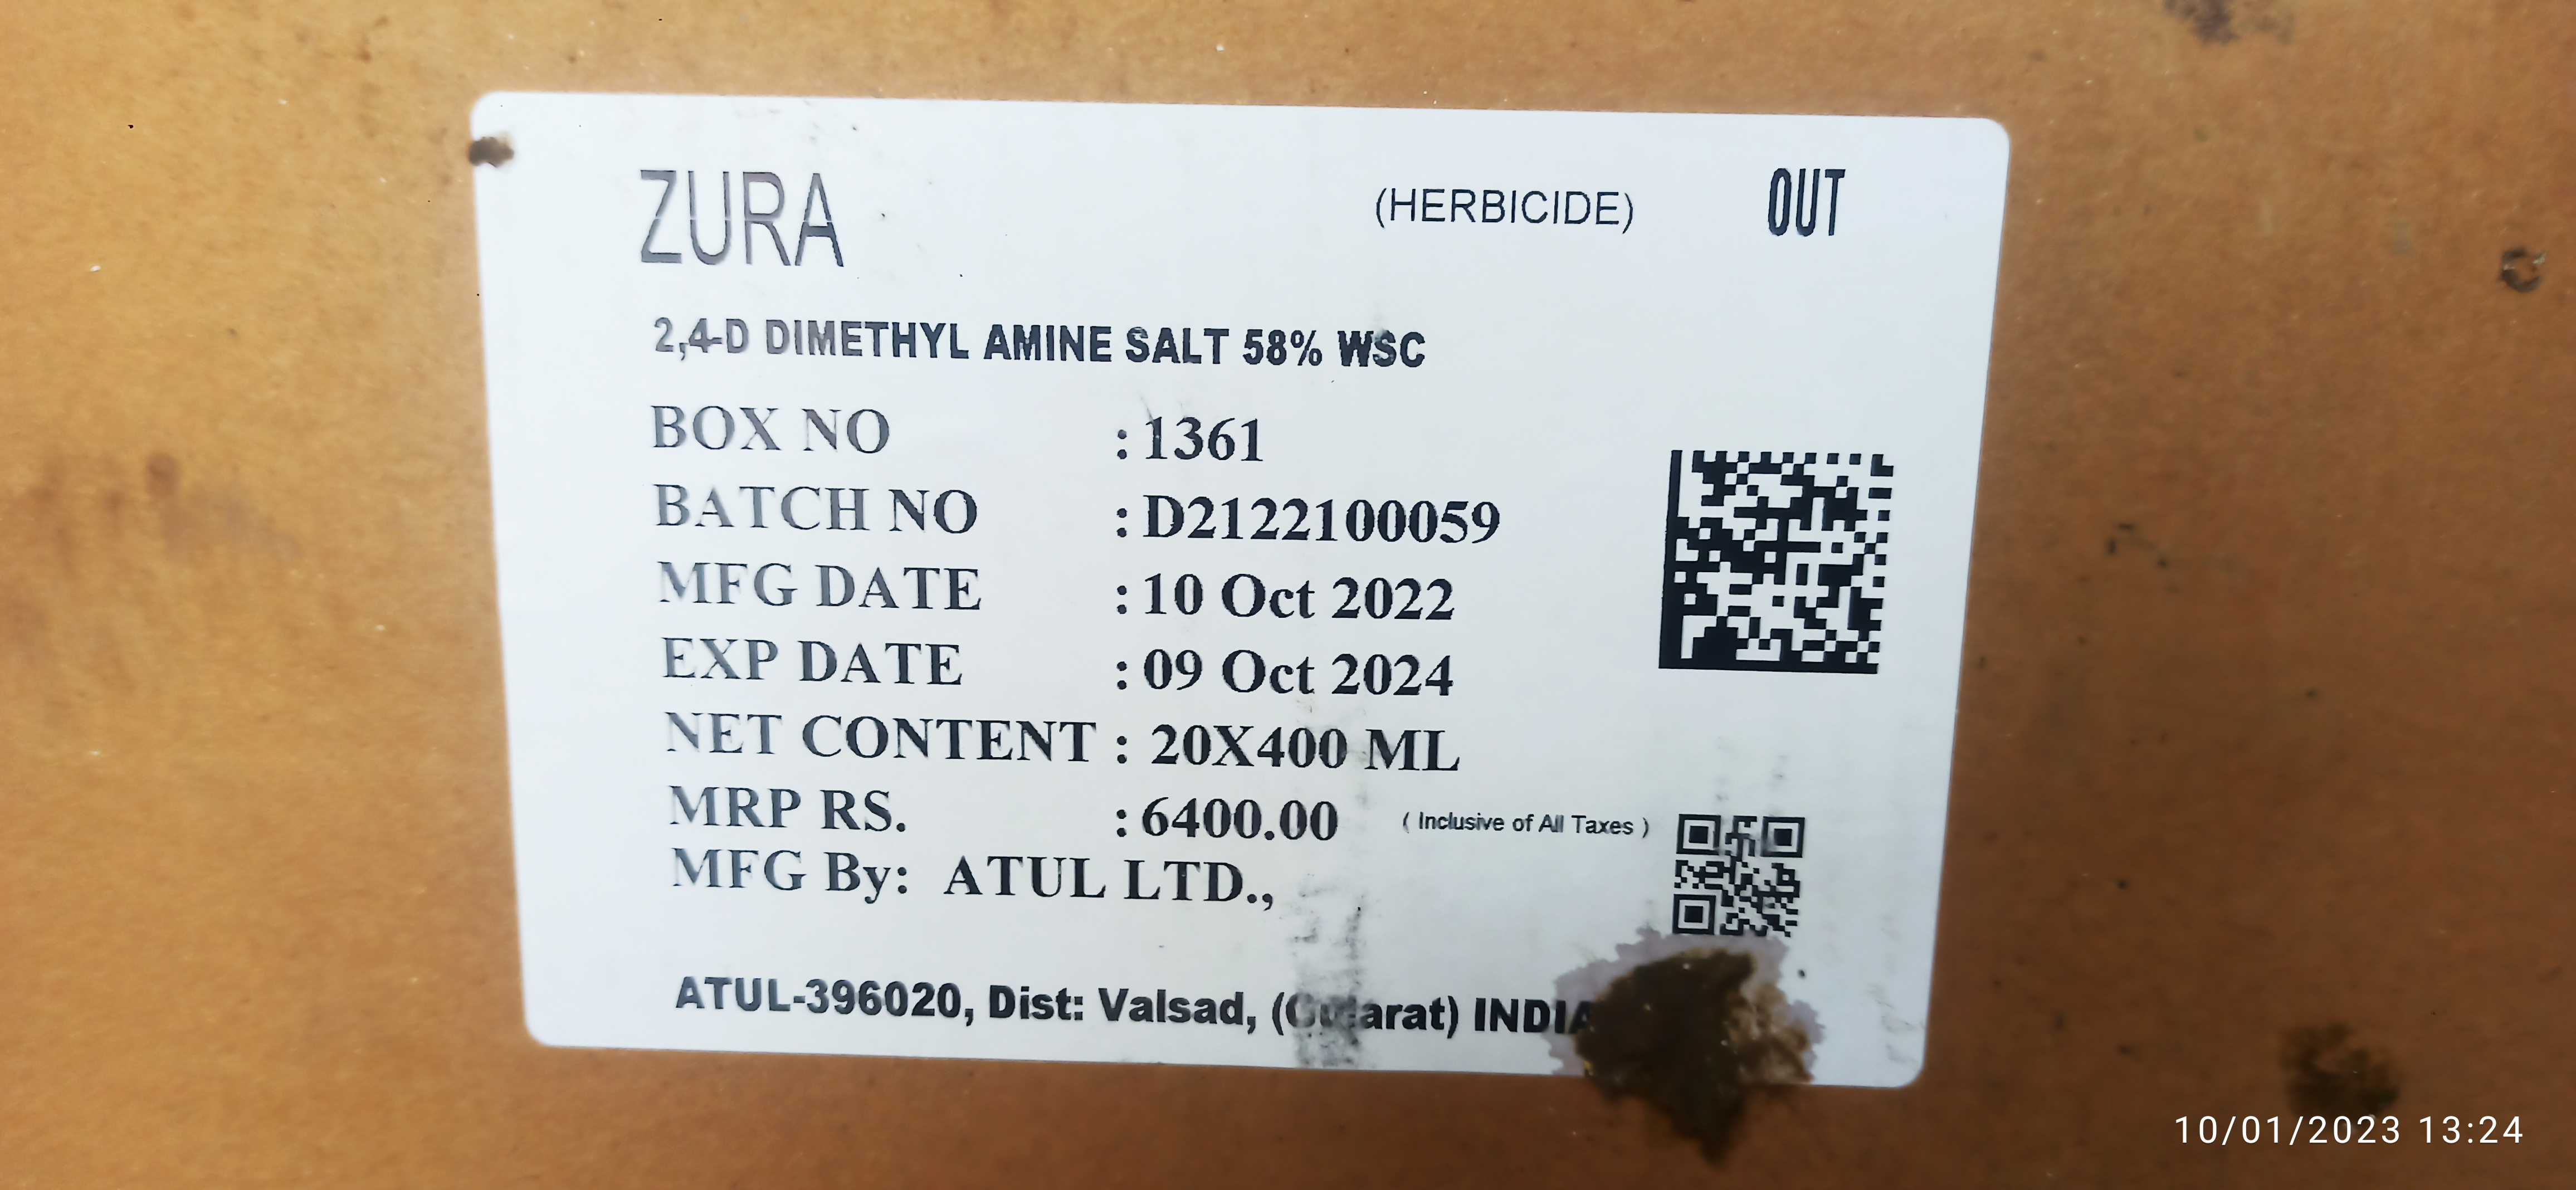 ZURA (HERBICIDE) OUT
2,4-D DIMETHYL AMINE SALT 58% WSC
BOX NO : 1361
BATCH NO : D2122100059
MFG DATE : 10 Oct 2022
EXP DATE : 09 Oct 2024
NET CONTENT : 20X400 ML
MRP RS. : 6400.00 ( Inclusive of All Taxes )
MFG By: ATUL LTD.,
ATUL-396020, Dist: Valsad, (Gujarat) INDIA
10/01/2023 13:24